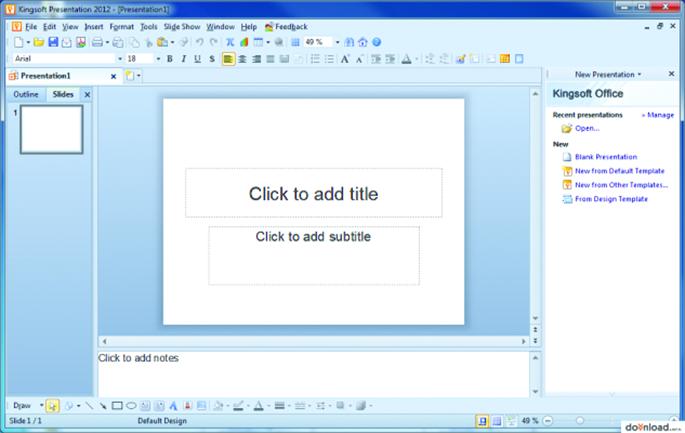 Kingsoft Presentation 2012 - [Presentation1]
File Edit View Insert Format Tools Slide Show Window Help Feedback
49 %
Arial 18 B I U S
Presentation1
New Presentation
Outline Slides
Kingsoft Office
1
Recent presentations » Manage
Open...
New
Blank Presentation
New from Default Template
New from Other Templates...
From Design Template
Click to add title
Click to add subtitle
Click to add notes
Draw
Slide 1 / 1 Default Design 49 %
download